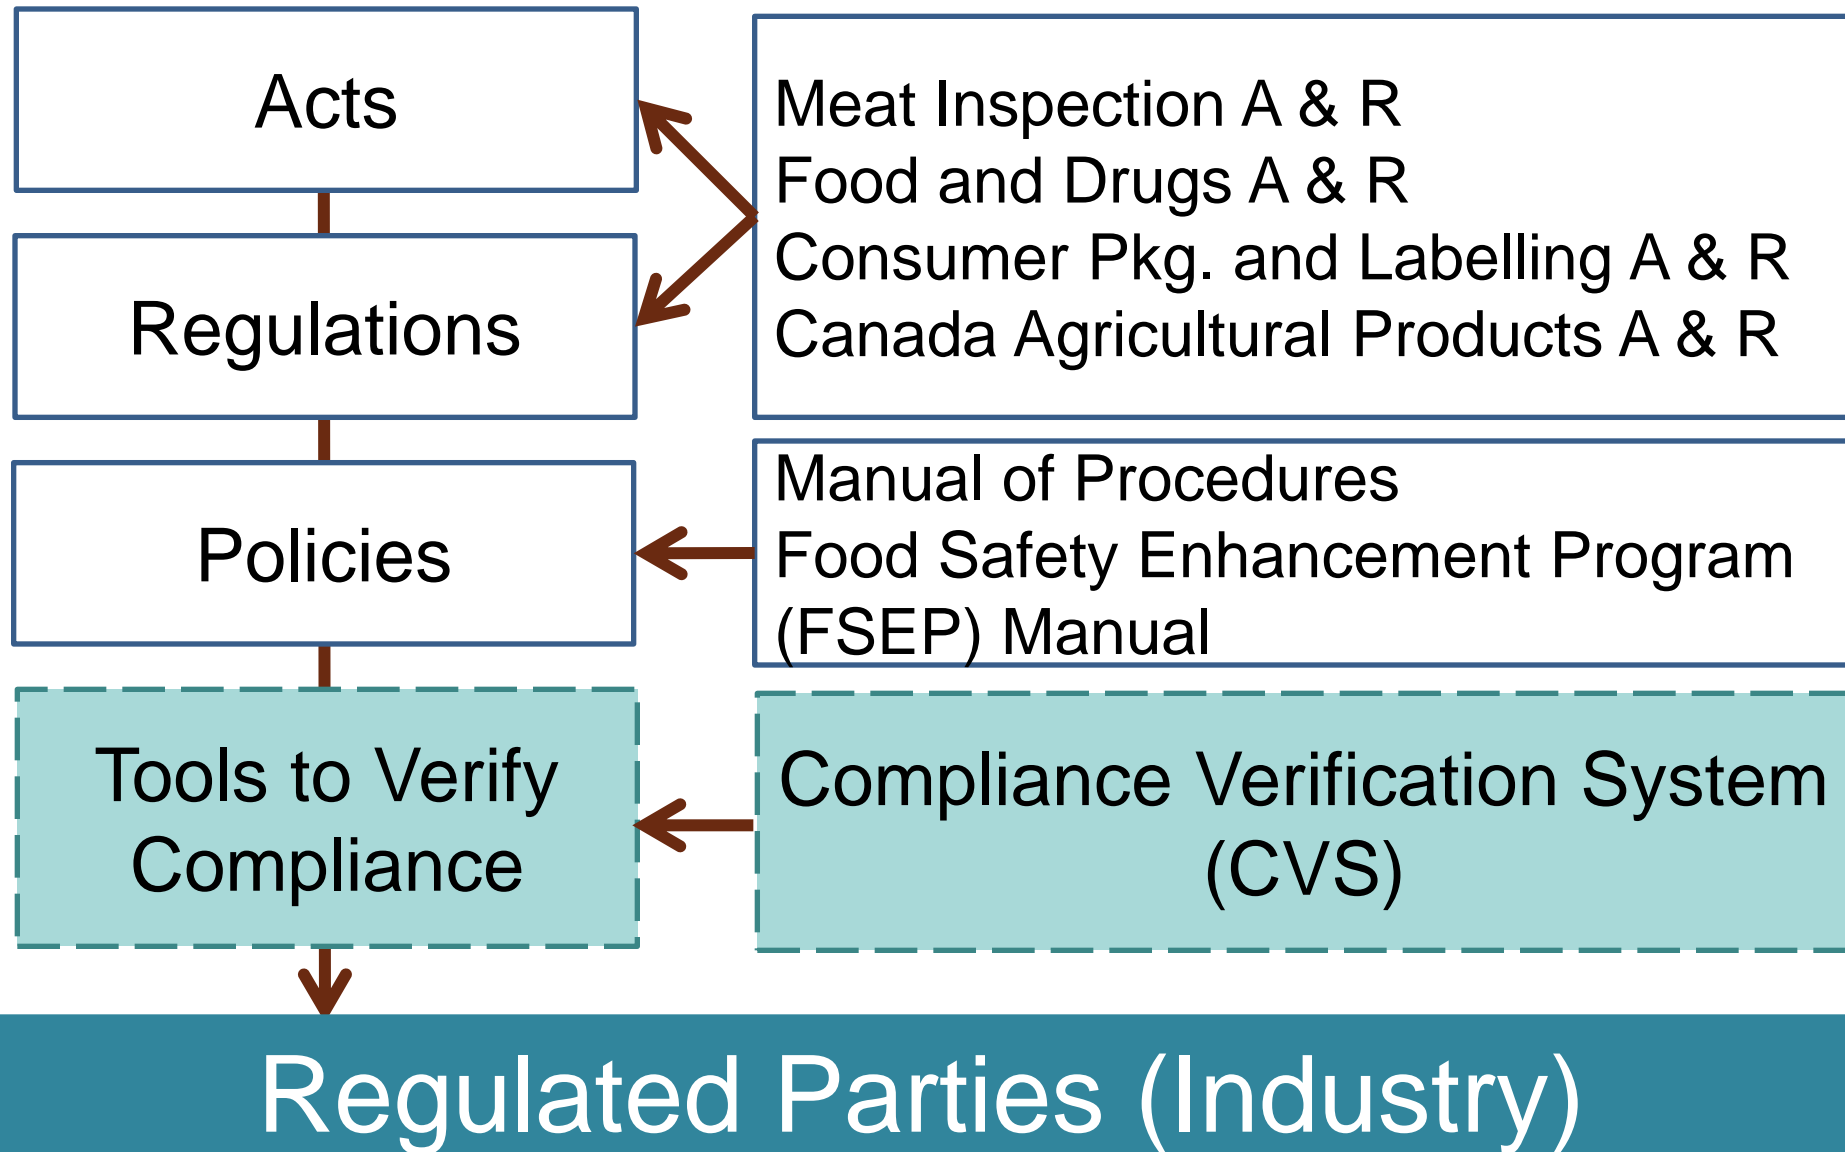 Acts
Meat Inspection A & R
Food and Drugs A & R
Consumer Pkg. and Labelling A & R
Canada Agricultural Products A & R
Regulations
Policies
Manual of Procedures
Food Safety Enhancement Program
(FSEP) Manual
Tools to Verify
Compliance
Compliance Verification System
(CVS)
Regulated Parties (Industry)